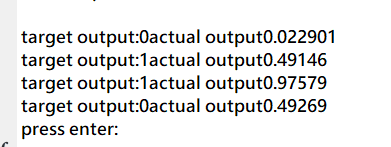 target output:0actual output0.022901
target output:1actual output0.49146
target output:1actual output0.97579
target output:0actual output0.49269
press enter: